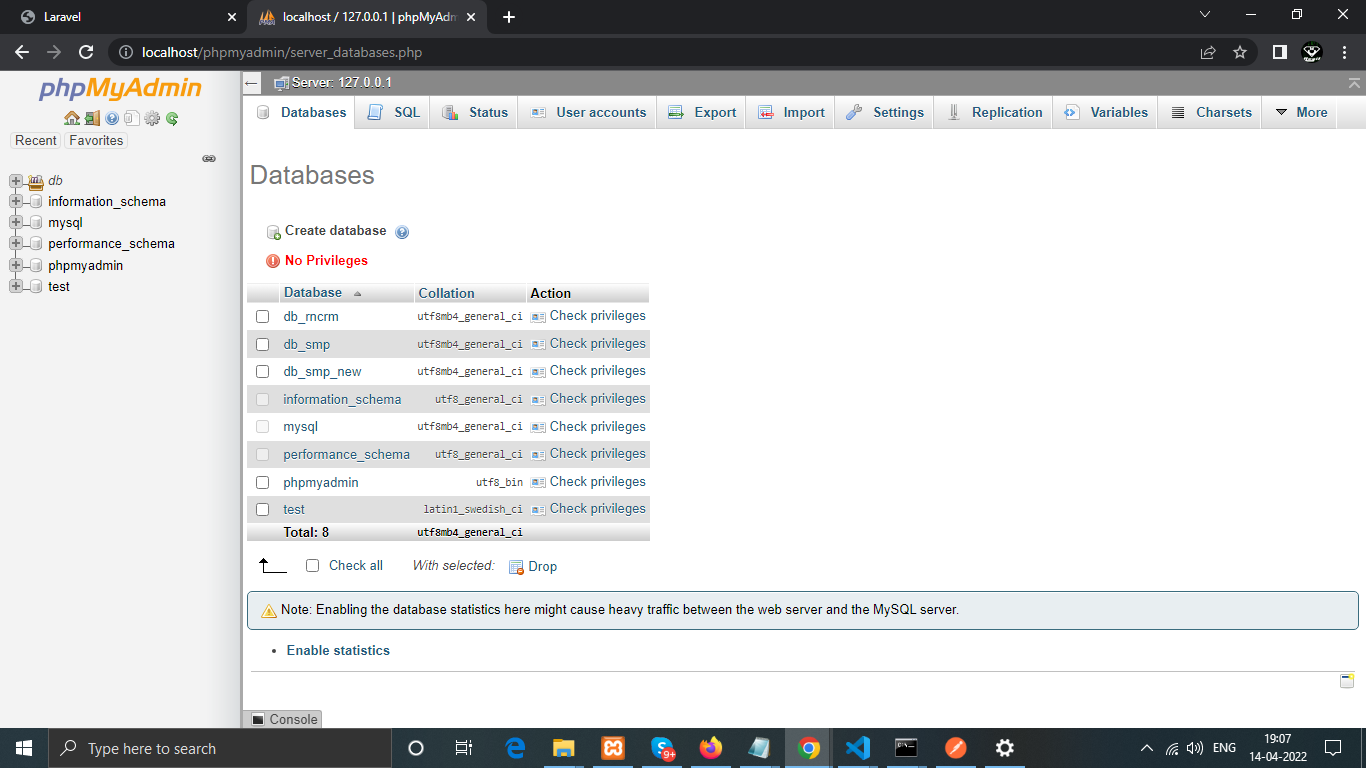 Laravel
localhost / 127.0.0.1 | phpMyAdm
localhost/phpmyadmin/server_databases.php
phpMyAdmin
Recent Favorites
db
information_schema
mysql
performance_schema
phpmyadmin
test
Server: 127.0.0.1
Databases SQL Status User accounts Export Import Settings Replication Variables Charsets More
Databases
Create database
No Privileges
Database Collation Action
db_rncrm utf8mb4_general_ci Check privileges
db_smp utf8mb4_general_ci Check privileges
db_smp_new utf8mb4_general_ci Check privileges
information_schema utf8_general_ci Check privileges
mysql utf8mb4_general_ci Check privileges
performance_schema utf8_general_ci Check privileges
phpmyadmin utf8_bin Check privileges
test latin1_swedish_ci Check privileges
Total: 8 utf8mb4_general_ci
Check all With selected: Drop
Note: Enabling the database statistics here might cause heavy traffic between the web server and the MySQL server.
Enable statistics
Console
Type here to search
9+
ENG
19:07
14-04-2022